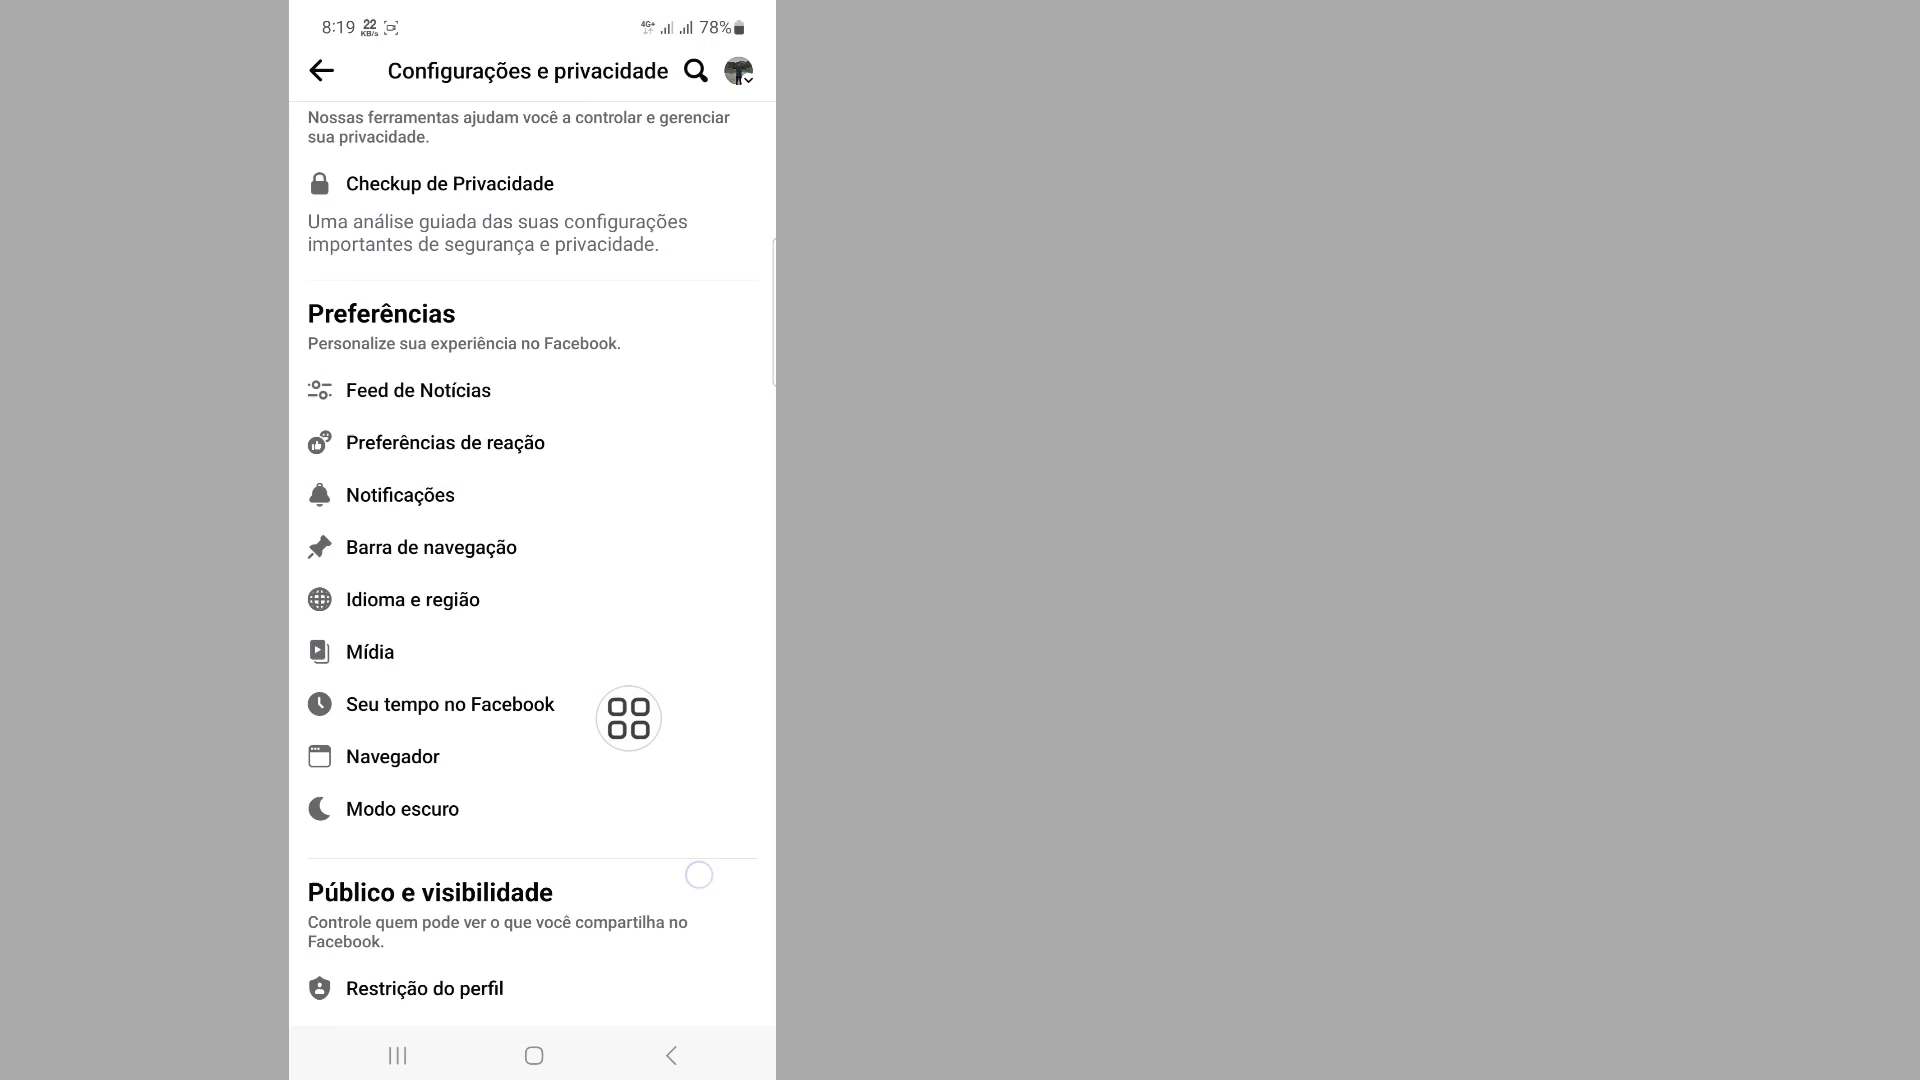 8:19 22 KB/s 4G+ 78%
Configurações e privacidade
Nossas ferramentas ajudam você a controlar e gerenciar
sua privacidade.
Checkup de Privacidade
Uma análise guiada das suas configurações
importantes de segurança e privacidade.
Preferências
Personalize sua experiência no Facebook.
Feed de Notícias
Preferências de reação
Notificações
Barra de navegação
Idioma e região
Mídia
Seu tempo no Facebook
Navegador
Modo escuro
Público e visibilidade
Controle quem pode ver o que você compartilha no
Facebook.
Restrição do perfil